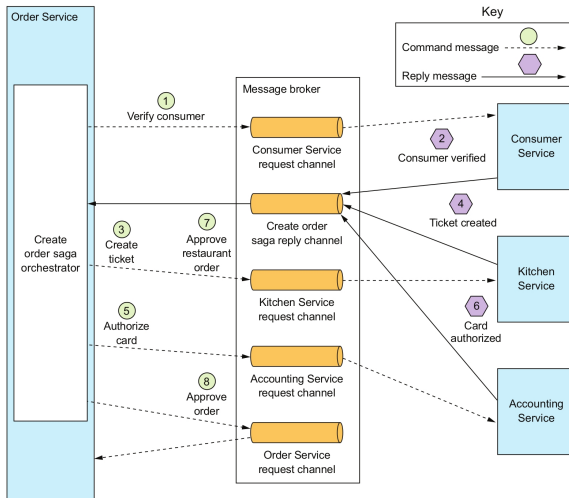 Order Service
Key
Command message
Reply message
Message broker
1
Verify consumer
Consumer Service
request channel
2
Consumer verified
Consumer
Service
Create order
saga reply channel
4
Ticket created
3
Create
ticket
7
Approve
restaurant
order
Create
order saga
orchestrator
Kitchen Service
request channel
Kitchen
Service
5
Authorize
card
6
Card
authorized
Accounting Service
request channel
8
Approve
order
Accounting
Service
Order Service
request channel